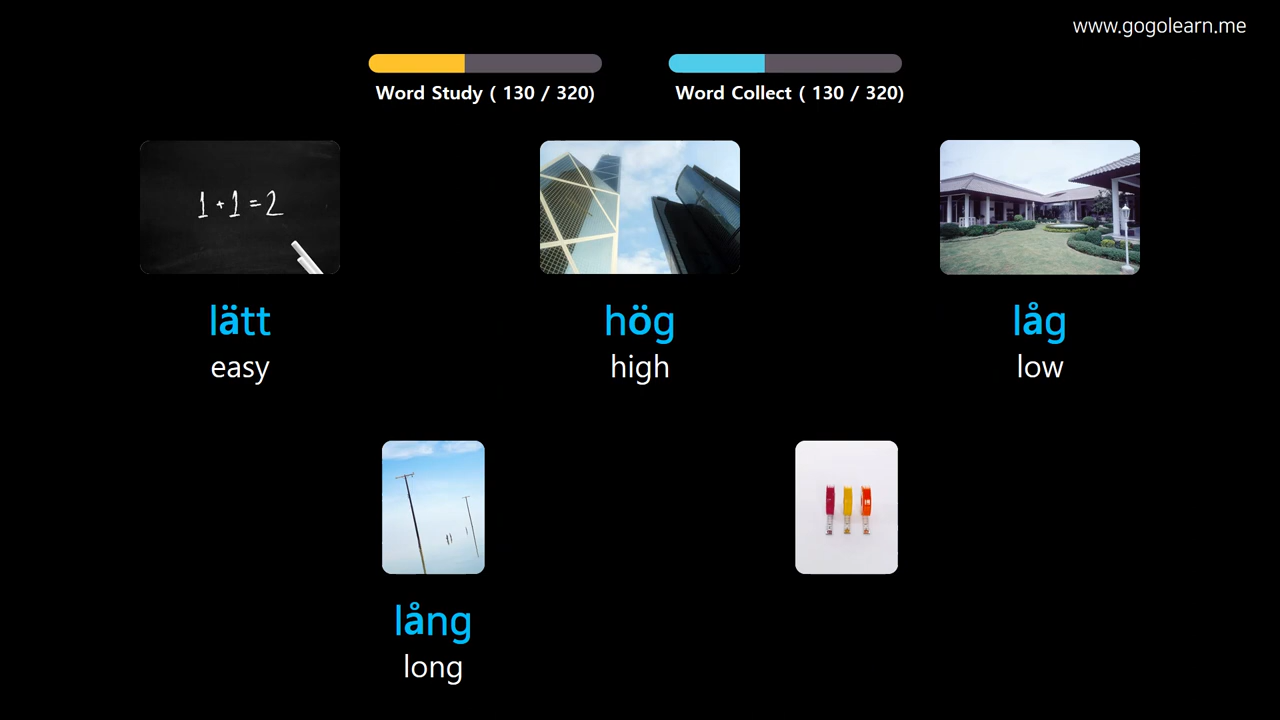 www.gogolearn.me
Word Study ( 130 / 320)
Word Collect ( 130 / 320)
1 + 1 = 2
lätt
easy
hög
high
låg
low
lång
long